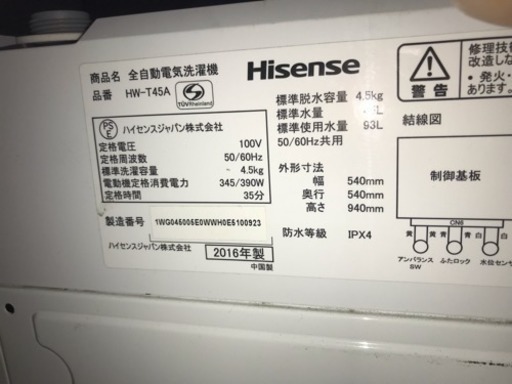 商品名 全自動電気洗濯機
品番 HW-T45A
TÜVRheinland
Hisense
PSE
ハイセンスジャパン株式会社
定格電圧 100V
定格周波数 50/60Hz
標準洗濯容量 4.5kg
電動機定格消費電力 345/390W
定格時間 35分
製造番号 1WG045005E0WWH0E5100923
ハイセンスジャパン株式会社
2016年製
中国製
標準脱水容量 4.5kg
標準水量 L
標準使用水量 93L
50/60Hz共用
外形寸法
幅 540mm
奥行 540mm
高さ 940mm
防水等級 IPX4
警告
修理技
改造しな
・発火・
あります。
結線図
制御基板
CN6
黄 黄 青 青 白 白
アンバランスSW
ふたロック
水位センサ